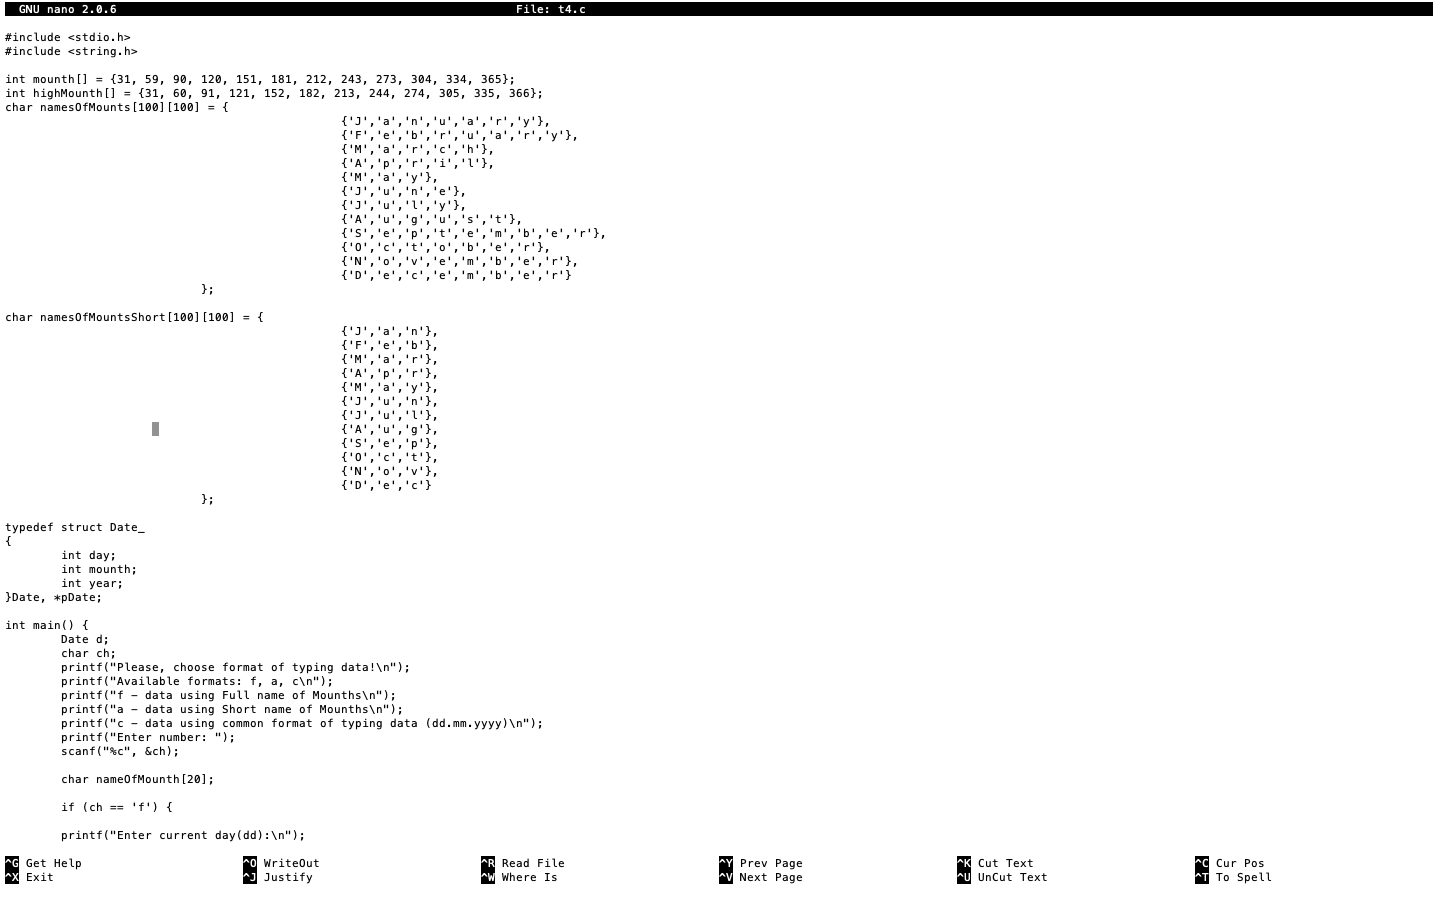 GNU nano 2.0.6 File: t4.c
#include <stdio.h>
#include <string.h>
int mounth[] = {31, 59, 90, 120, 151, 181, 212, 243, 273, 304, 334, 365};
int highMounth[] = {31, 60, 91, 121, 152, 182, 213, 244, 274, 305, 335, 366};
char namesOfMounts[100][100] = {
{'J','a','n','u','a','r','y'},
{'F','e','b','r','u','a','r','y'},
{'M','a','r','c','h'},
{'A','p','r','i','l'},
{'M','a','y'},
{'J','u','n','e'},
{'J','u','l','y'},
{'A','u','g','u','s','t'},
{'S','e','p','t','e','m','b','e','r'},
{'O','c','t','o','b','e','r'},
{'N','o','v','e','m','b','e','r'},
{'D','e','c','e','m','b','e','r'}
};
char namesOfMountsShort[100][100] = {
{'J','a','n'},
{'F','e','b'},
{'M','a','r'},
{'A','p','r'},
{'M','a','y'},
{'J','u','n'},
{'J','u','l'},
{'A','u','g'},
{'S','e','p'},
{'O','c','t'},
{'N','o','v'},
{'D','e','c'}
};
typedef struct Date_
{
int day;
int mounth;
int year;
}Date, *pDate;
int main() {
Date d;
char ch;
printf("Please, choose format of typing data!\n");
printf("Available formats: f, a, c\n");
printf("f – data using Full name of Mounths\n");
printf("a – data using Short name of Mounths\n");
printf("c – data using common format of typing data (dd.mm.yyyy)\n");
printf("Enter number: ");
scanf("%c", &ch);
char nameOfMounth[20];
if (ch == 'f') {
printf("Enter current day(dd):\n");
^G Get Help ^O WriteOut ^R Read File ^Y Prev Page ^K Cut Text ^C Cur Pos
^X Exit ^J Justify ^W Where Is ^V Next Page ^U UnCut Text ^T To Spell